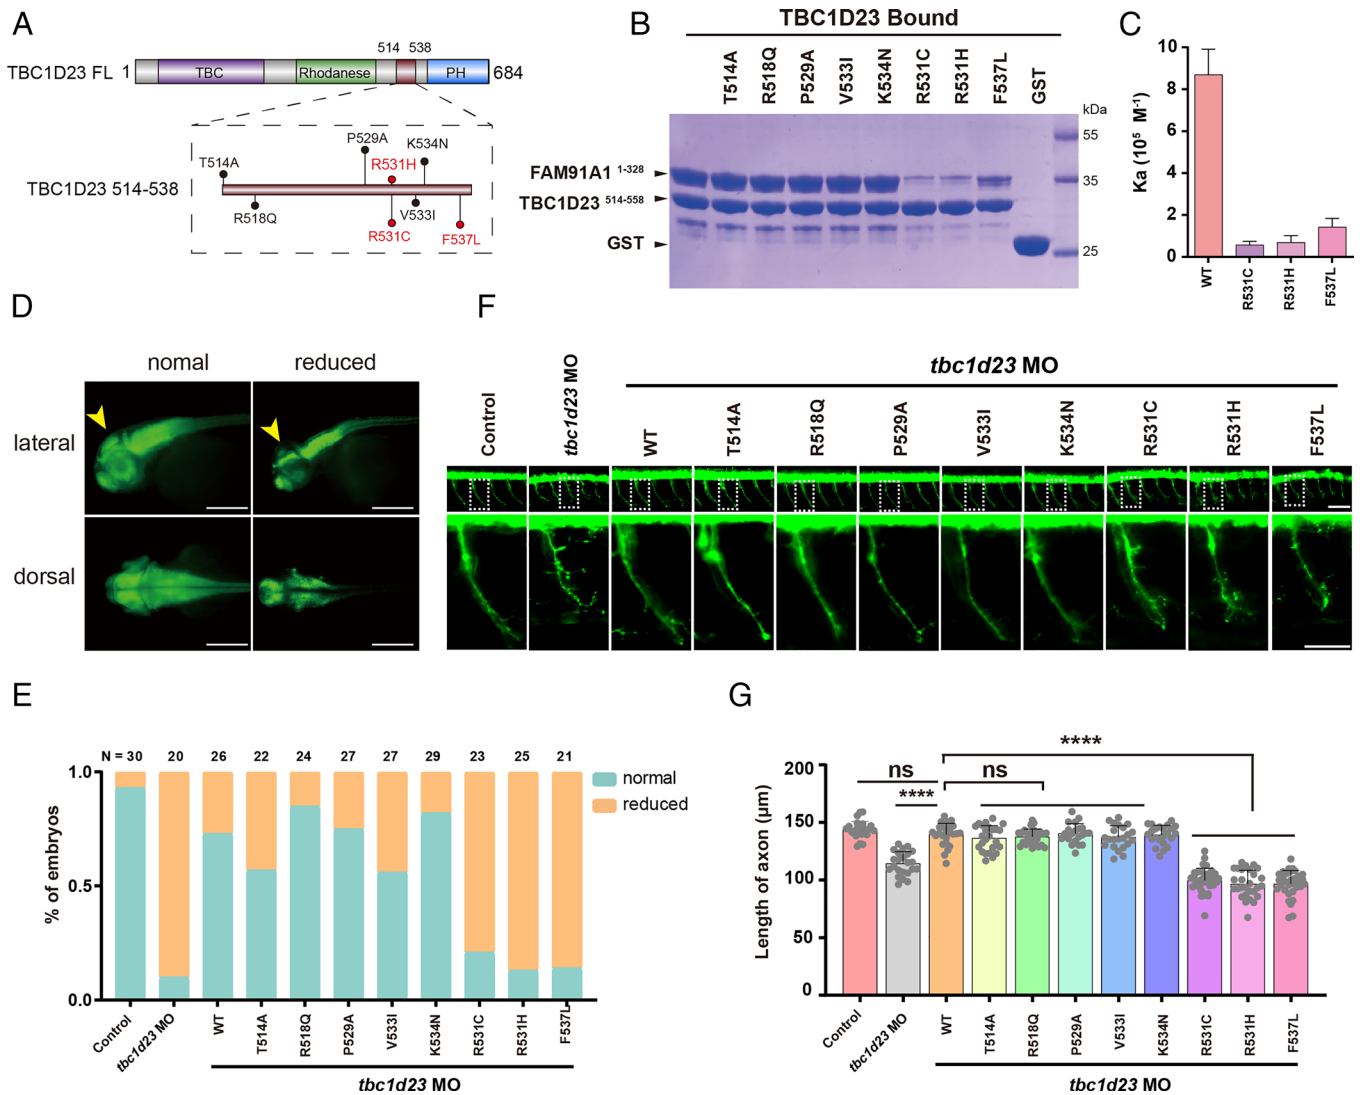 A
514 538
TBC1D23 FL 1 TBC Rhodanese PH 684
P529A K534N
T514A R531H
TBC1D23 514-538
R518Q V533I
R531C F537L
B
TBC1D23 Bound
T514A R518Q P529A V533I K534N R531C R531H F537L GST
kDa
55
FAM91A1 1-328 35
TBC1D23 514-558
GST 25
C
Ka (10⁵ M⁻¹)
10
8
6
4
2
0
WT R531C R531H F537L
D
nomal reduced
lateral
dorsal
F
tbc1d23 MO
Control tbc1d23 MO WT T514A R518Q P529A V533I K534N R531C R531H F537L
E
N = 30 20 26 22 24 27 27 29 23 25 21
% of embryos
1.0
0.5
0.0
normal
reduced
Control tbc1d23 MO WT T514A R518Q P529A V533I K534N R531C R531H F537L
tbc1d23 MO
G
Length of axon (μm)
200
150
100
50
0
****
ns ns
****
Control tbc1d23 MO WT T514A R518Q P529A V533I K534N R531C R531H F537L
tbc1d23 MO